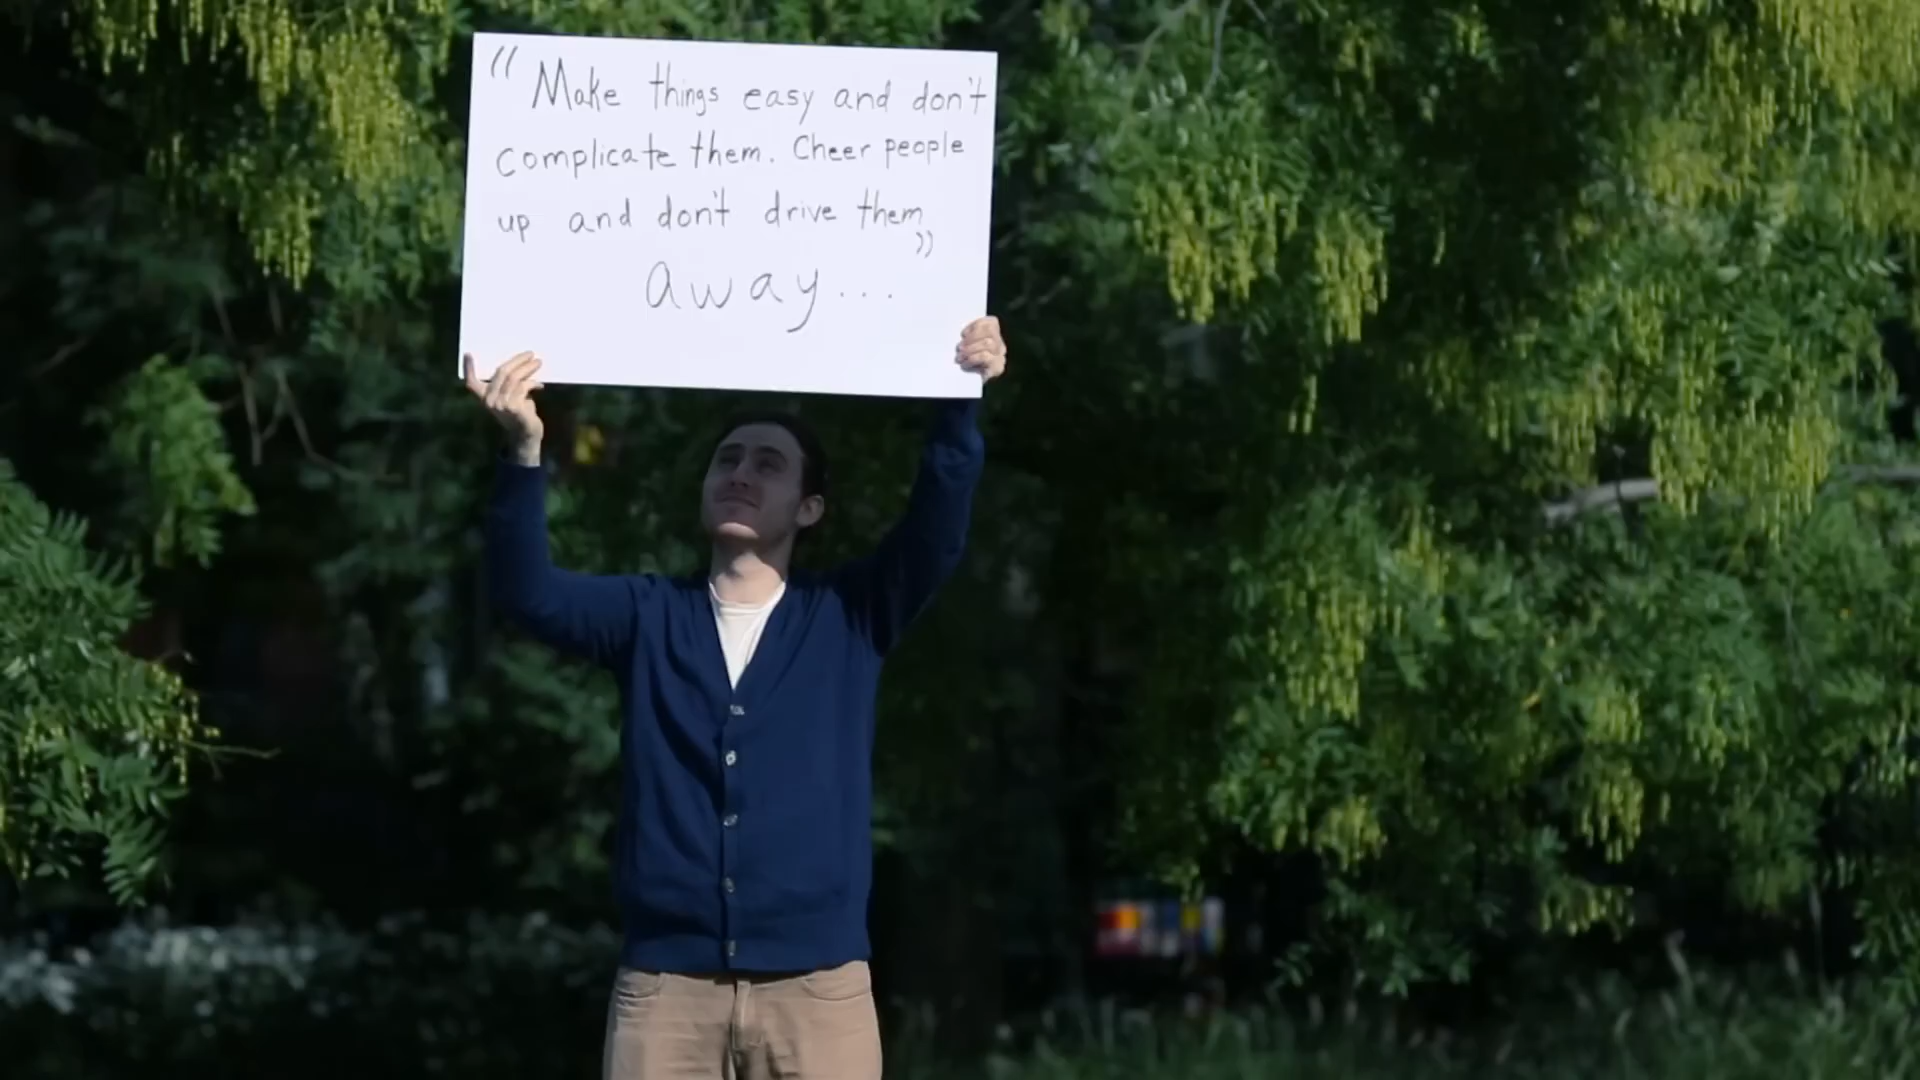 “ Make things easy and don't
complicate them. Cheer people
up and don't drive them ”
away...